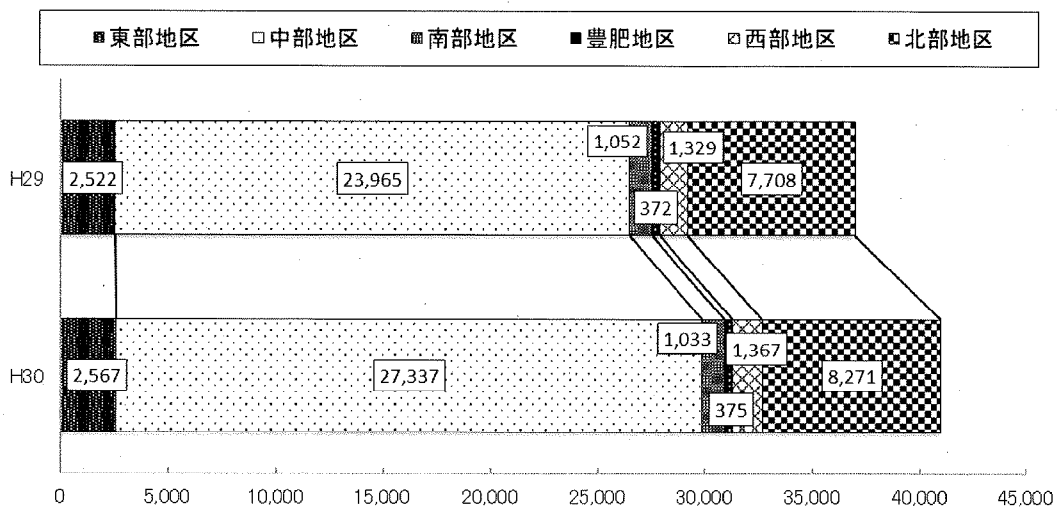 東部地区 中部地区 南部地区 豊肥地区 西部地区 北部地区
H29 2,522 23,965 1,052 372 1,329 7,708
H30 2,567 27,337 1,033 375 1,367 8,271
0 5,000 10,000 15,000 20,000 25,000 30,000 35,000 40,000 45,000